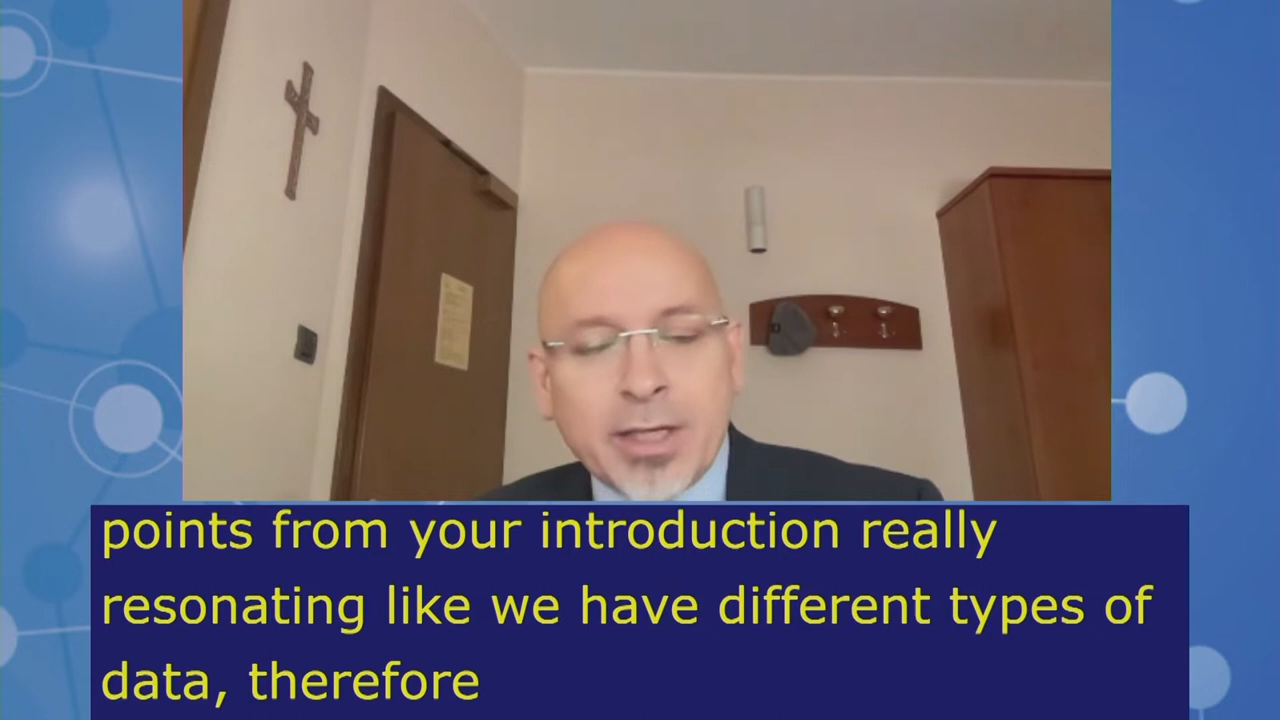 points from your introduction really
resonating like we have different types of
data, therefore